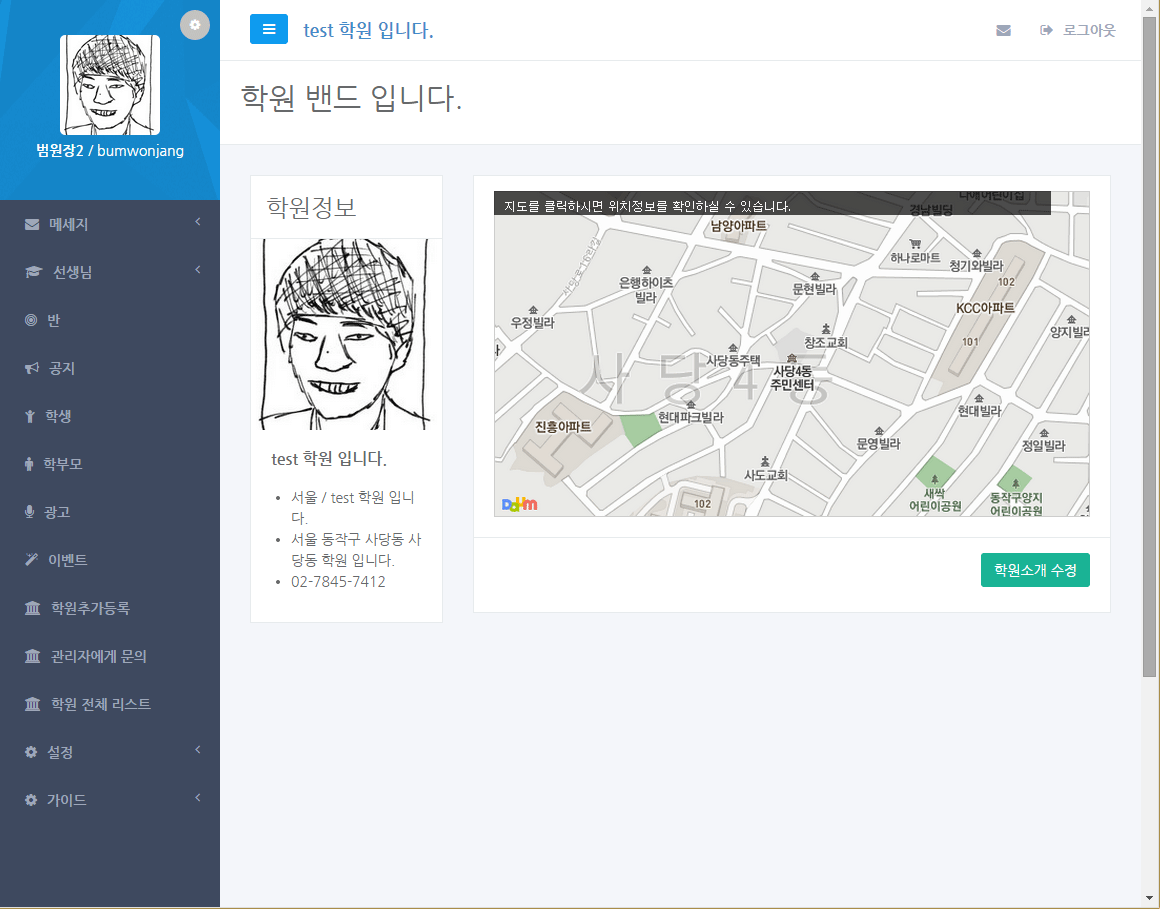 test 학원 입니다.
로그아웃
범원장2 / bumwonjang
학원 밴드 입니다.
메세지
선생님
반
공지
학생
학부모
광고
이벤트
학원추가등록
관리자에게 문의
학원 전체 리스트
설정
가이드
학원정보
test 학원 입니다.
서울 / test 학원 입니
다.
서울 동작구 사당동 사
당동 학원 입니다.
02-7845-7412
지도를 클릭하시면 위치정보를 확인하실 수 있습니다.
경남빌딩
남양아파트
하나로마트
청기와빌라
은행하이츠
빌라
문현빌라
102
KCC아파트
우정빌라
양지빌라
창조교회
101
사당동주택
사당4동
주민센터
사당4동
현대파크빌라
현대빌라
진흥아파트
문영빌라
정일빌라
사도교회
새싹
어린이공원
동작구양지
어린이공원
102
Daum
학원소개 수정